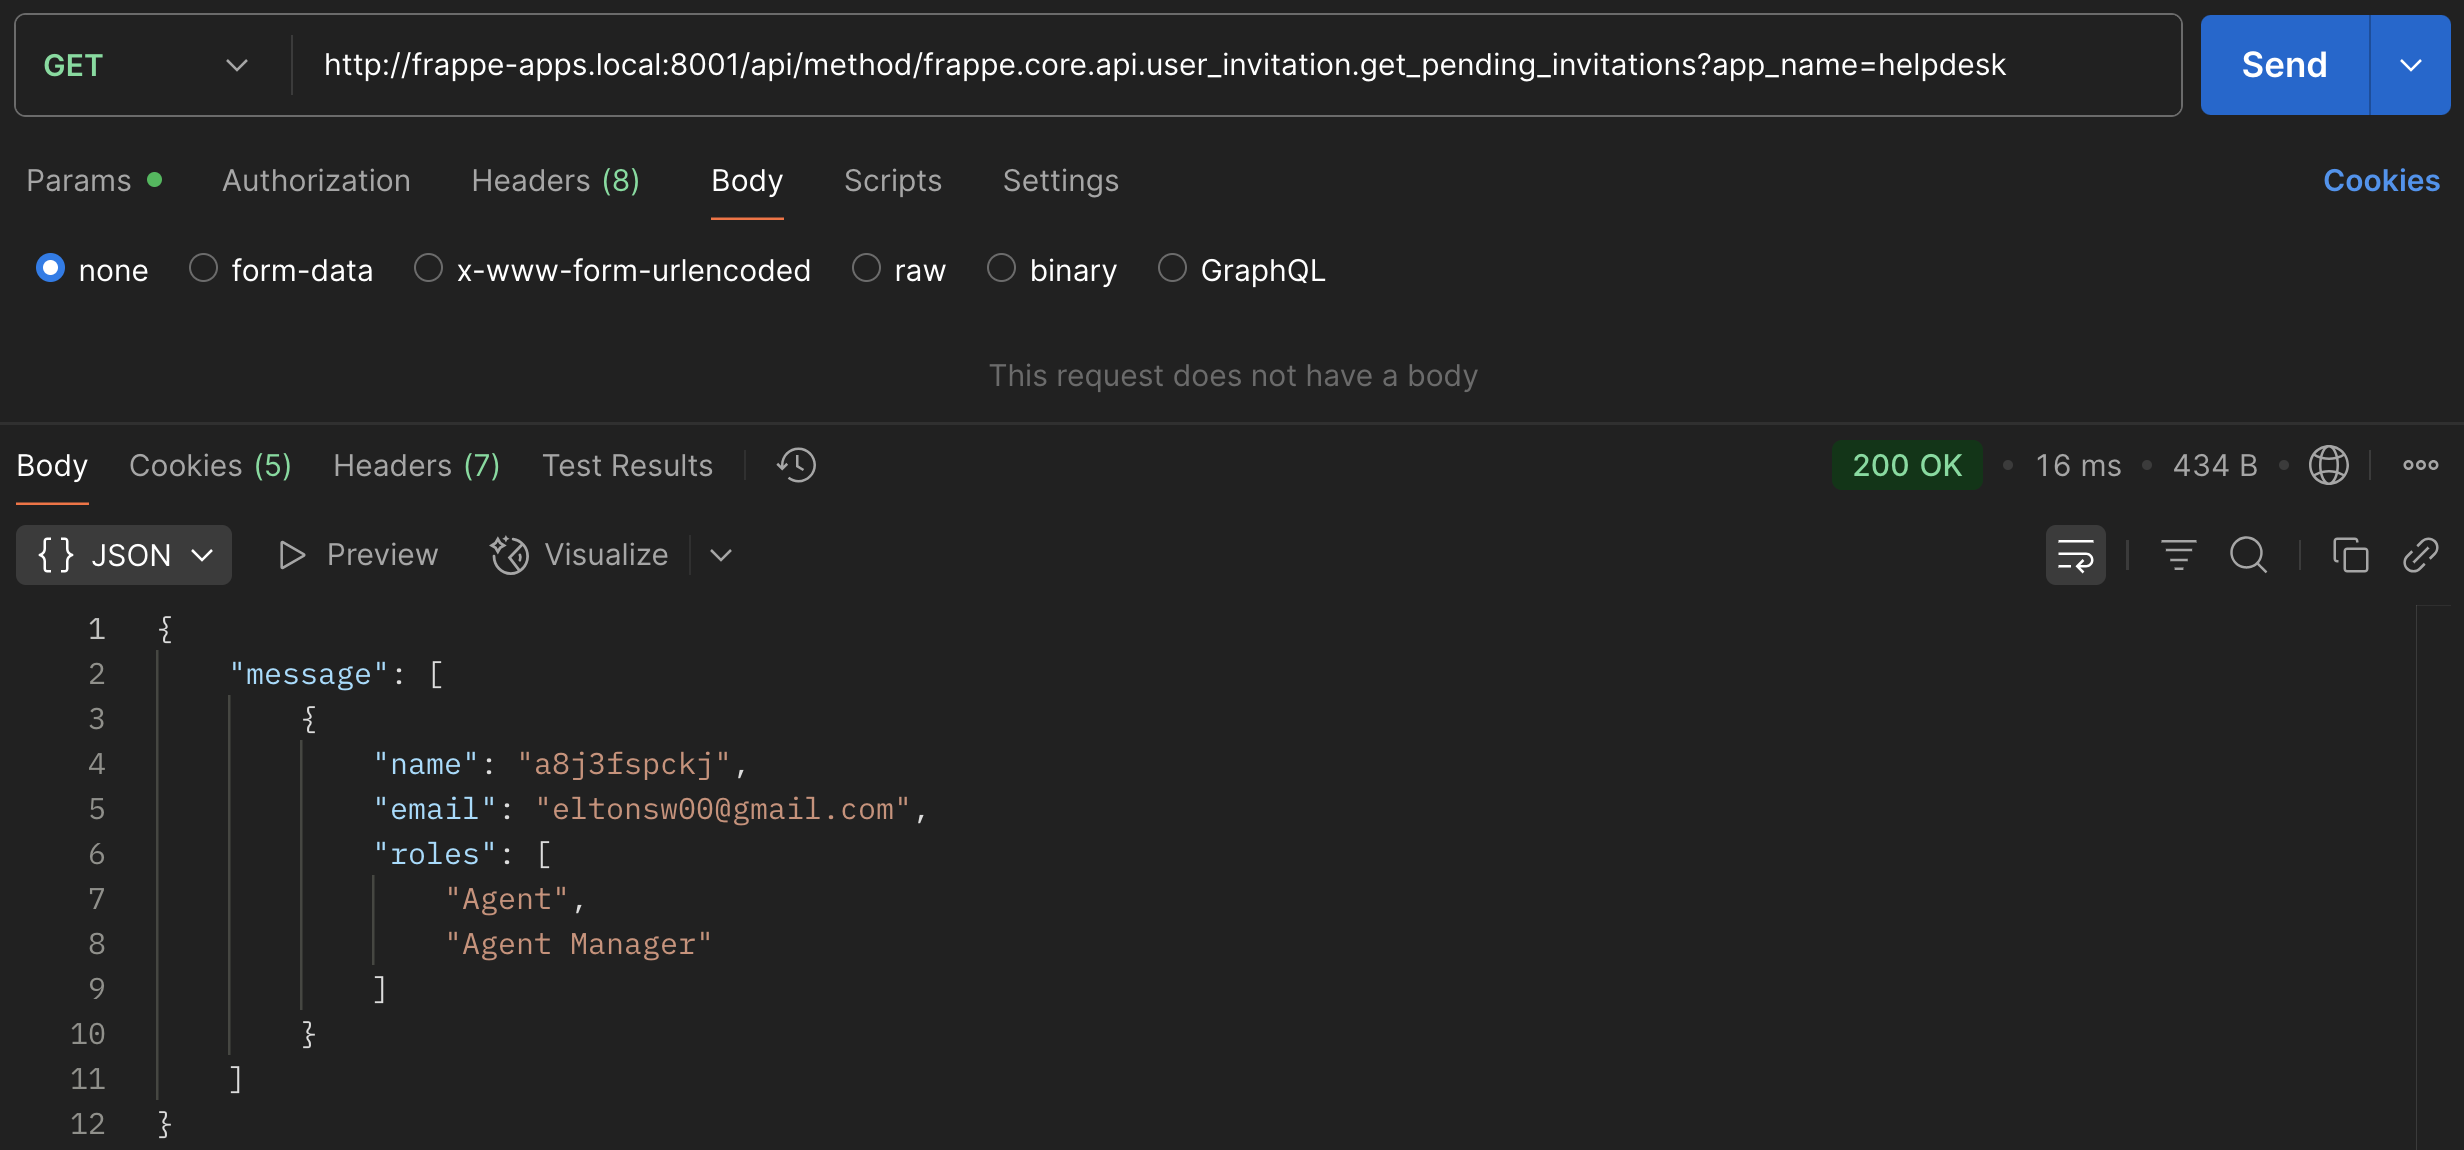 GET http://frappe-apps.local:8001/api/method/frappe.core.api.user_invitation.get_pending_invitations?app_name=helpdesk Send
Params Authorization Headers (8) Body Scripts Settings Cookies
none form-data x-www-form-urlencoded raw binary GraphQL
This request does not have a body
Body Cookies (5) Headers (7) Test Results 200 OK • 16 ms • 434 B •
{} JSON Preview Visualize
1 {
2 "message": [
3 {
4 "name": "a8j3fspckj",
5 "email": "eltonsw00@gmail.com",
6 "roles": [
7 "Agent",
8 "Agent Manager"
9 ]
10 }
11 ]
12 }